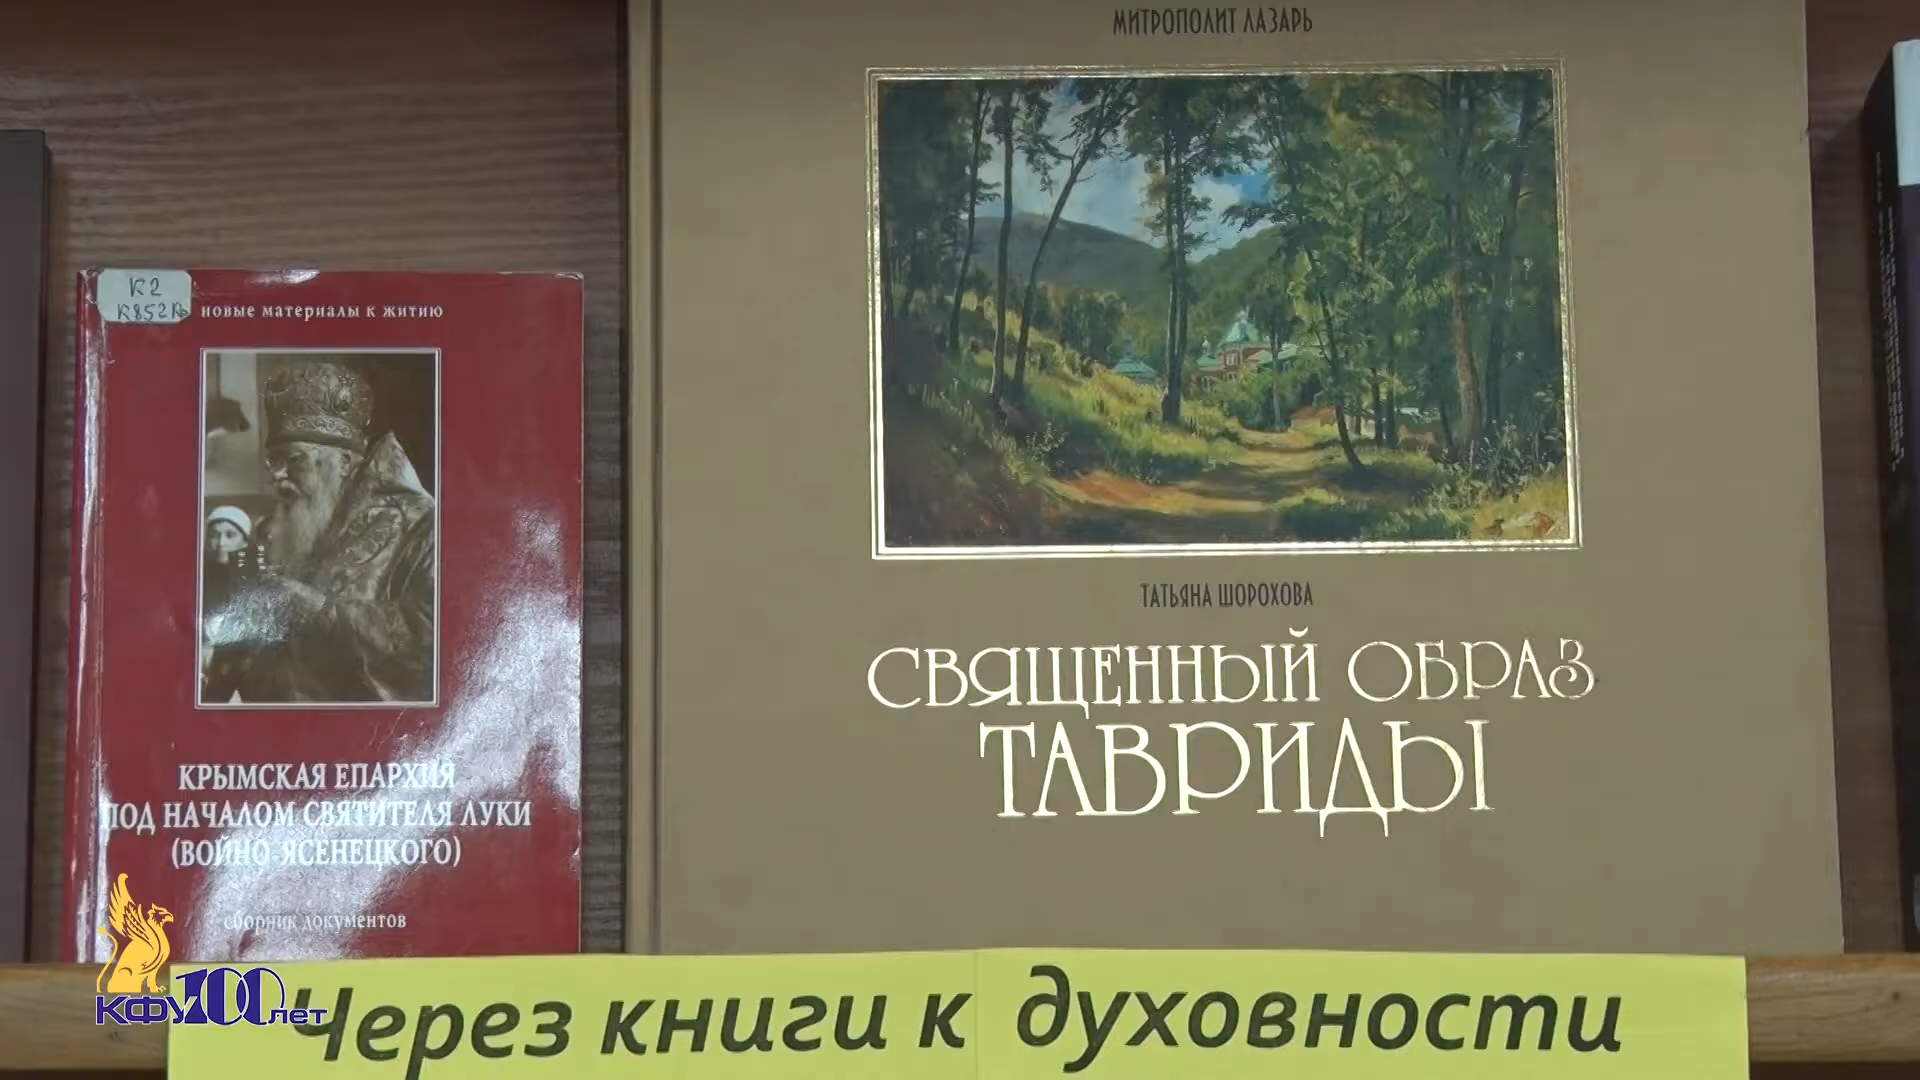 К2
К852Кр
новые материалы к житию
КРЫМСКАЯ ЕПАРХИЯ
ПОД НАЧАЛОМ СВЯТИТЕЛЯ ЛУКИ
(ВОЙНО-ЯСЕНЕЦКОГО)
сборник документов
МИТРОПОЛИТ ЛАЗАРЬ
ТАТЬЯНА ШОРОХОВА
СВЯЩЕННЫЙ ОБРАЗ
ТАВРИДЫ
Через книги к духовности
КФУ 100 лет